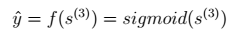 ŷ = f(s⁽³⁾) = sigmoid(s⁽³⁾)